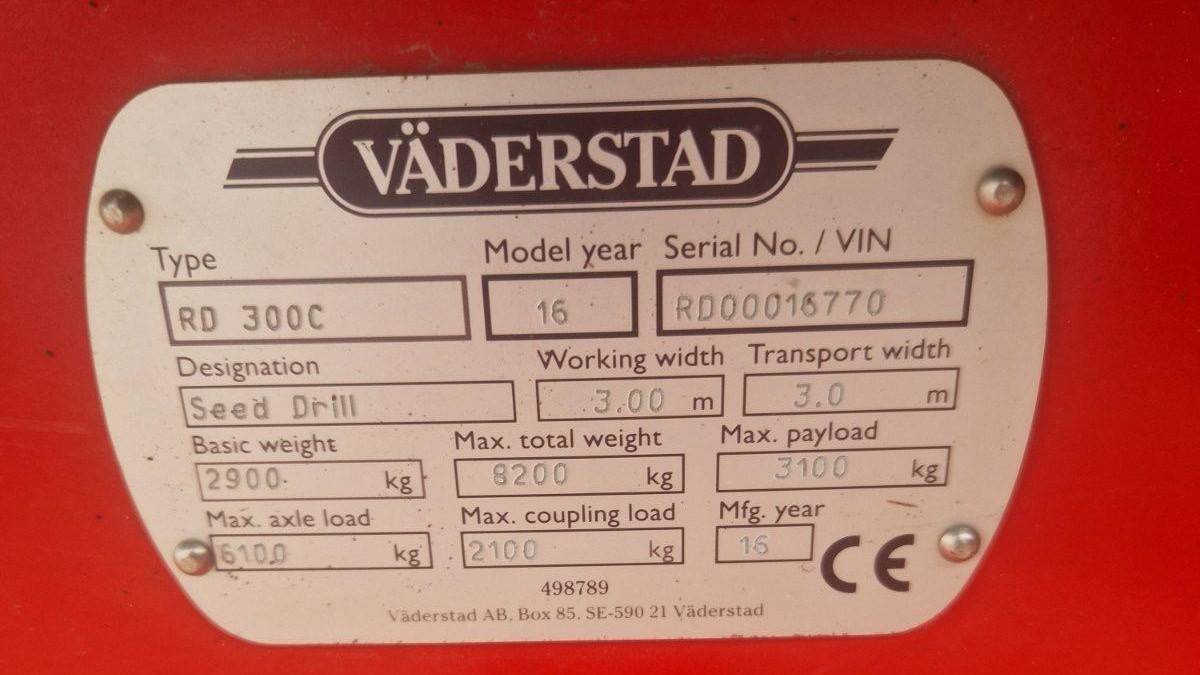 VÄDERSTAD
Type Model year Serial No. / VIN
RD 300C 16 RD00016770
Designation Working width Transport width
Seed Drill 3.00 m 3.0 m
Basic weight Max. total weight Max. payload
2900 kg 8200 kg 3100 kg
Max. axle load Max. coupling load Mfg. year
6100 kg 2100 kg 16 CE
498789
Väderstad AB. Box 85. SE-590 21 Väderstad